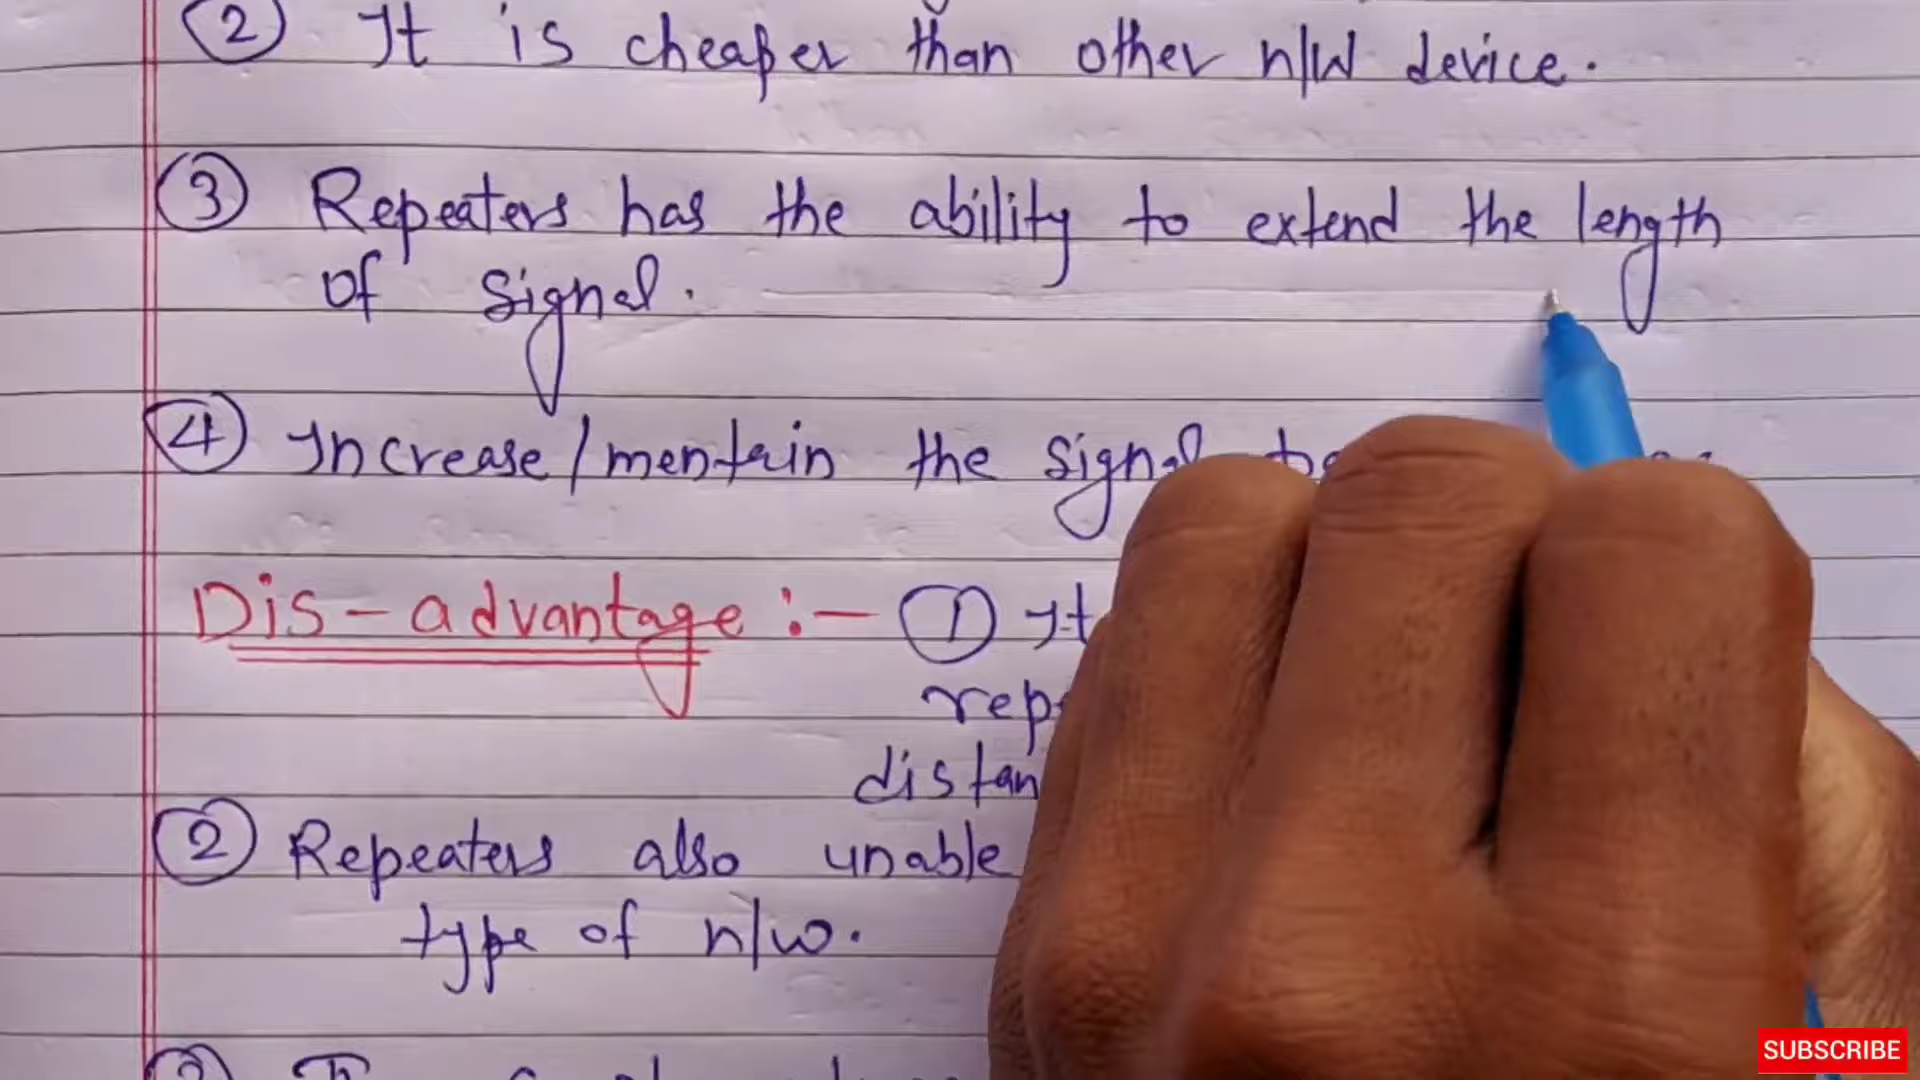 ② It is cheaper than other n/w device.
③ Repeaters has the ability to extend the length
of signal.
④ Increase/mentain the signal
Dis-advantage :- ① It
distan
② Repeaters also unable
type of n/w.
SUBSCRIBE